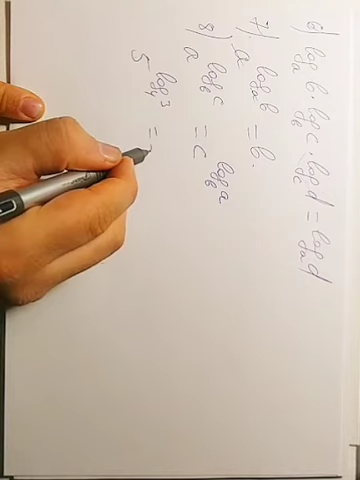 6) log_a b · log_b c · log_c d = log_a d
7) a^{log_a b} = b.
8) a^{log_b c} = c^{log_b a}
5^{log_4 3} =